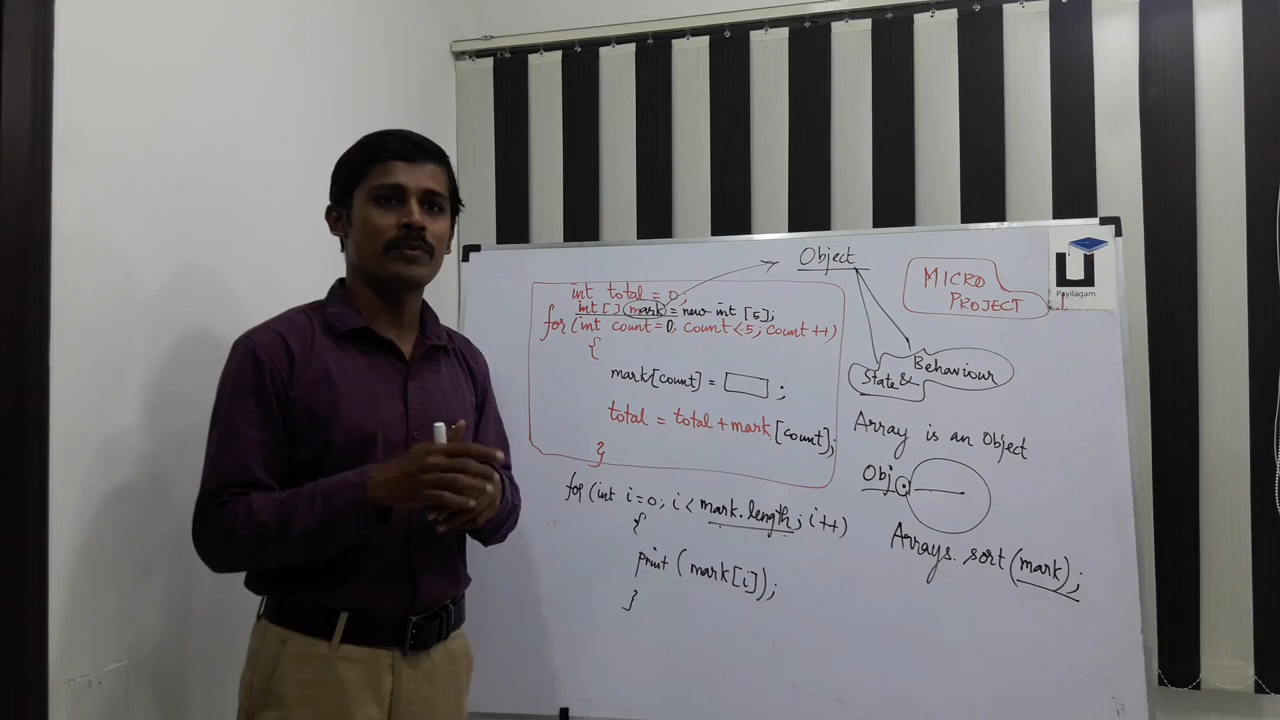 Object
MICRO
PROJECT
Payilagam
int total = 0;
int[] mark = new int [5];
for (int count=0; count<5; count++)
{
mark[count] = ;
total = total + mark[count];
}
State &
Behaviour
Array is an Object
Obj
for (int i=0; i < mark.length; i++)
{
print (mark[i]);
}
Arrays. sort (mark);